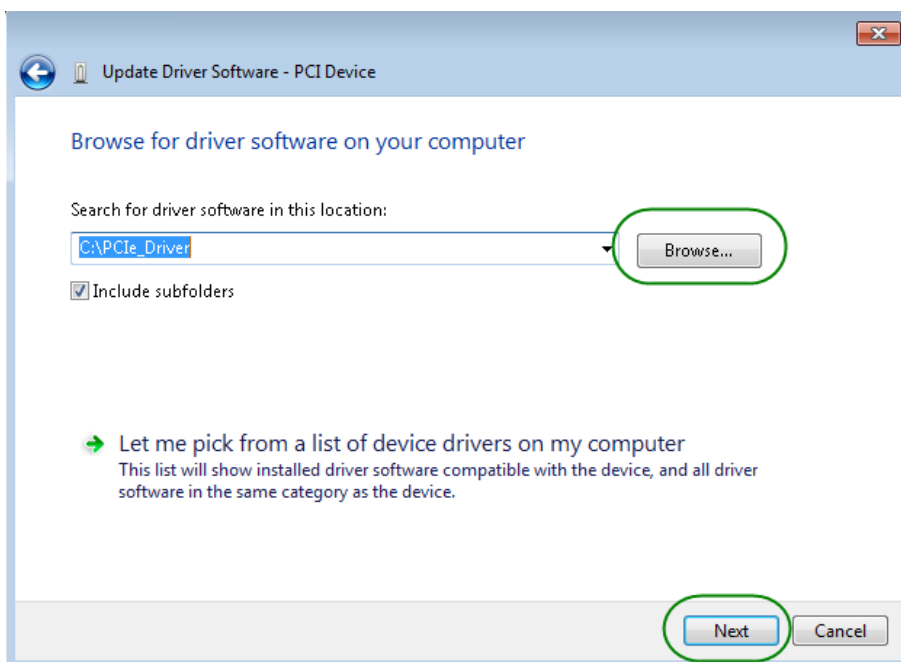 Update Driver Software - PCI Device
Browse for driver software on your computer
Search for driver software in this location:
C:\PCIe_Driver
Browse...
Include subfolders
Let me pick from a list of device drivers on my computer
This list will show installed driver software compatible with the device, and all driver
software in the same category as the device.
Next
Cancel